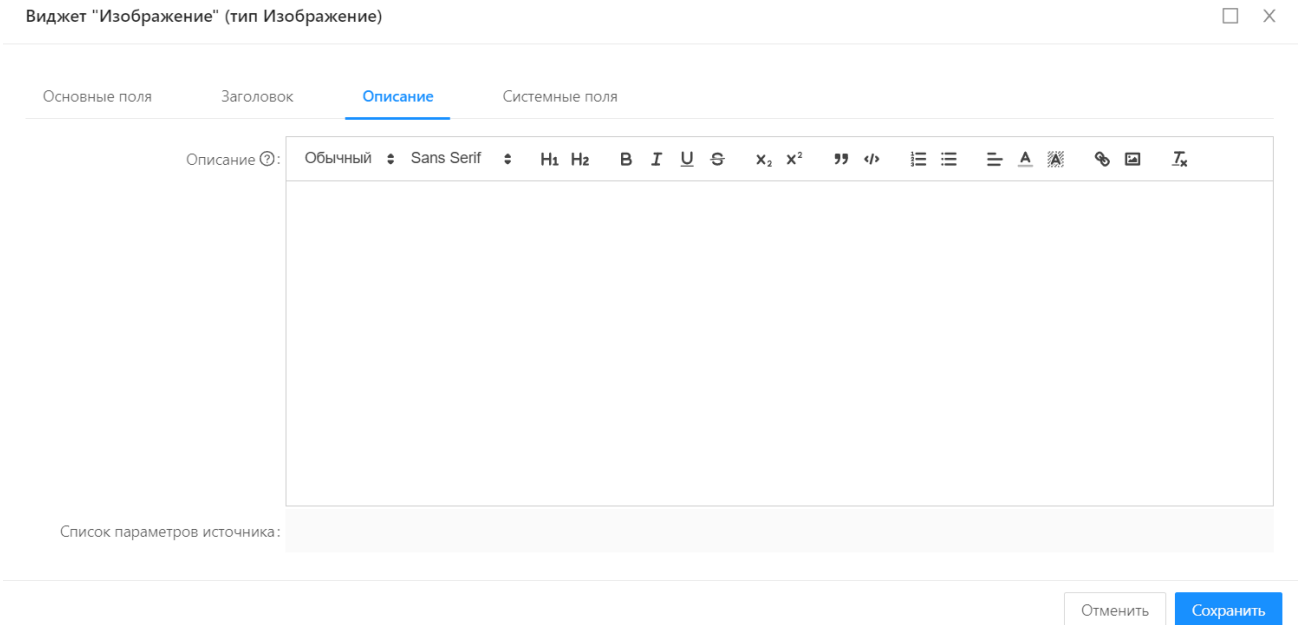 Виджет "Изображение" (тип Изображение)
Основные поля Заголовок Описание Системные поля
Описание ?: Обычный Sans Serif H1 H2 B I U S X₂ X² ” </> A A Tx
Список параметров источника:
Отменить Сохранить